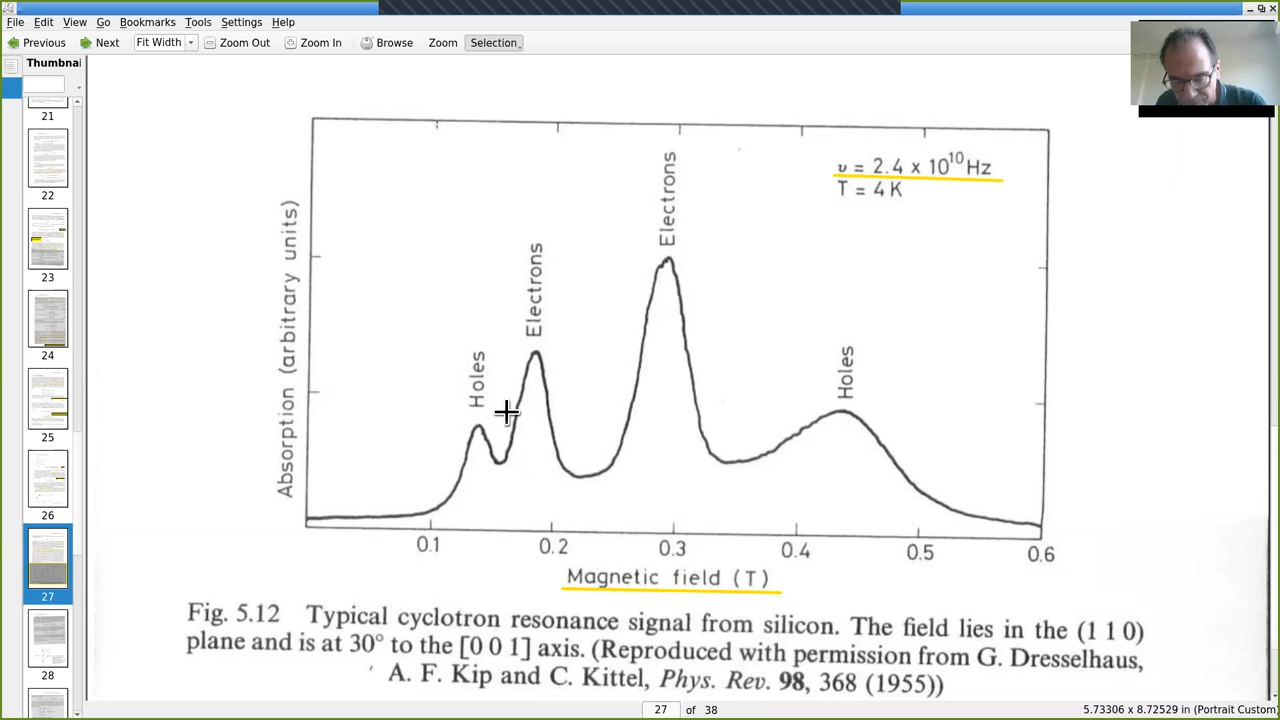 File Edit View Go Bookmarks Tools Settings Help
Previous Next Fit Width Zoom Out Zoom In Browse Zoom Selection
Thumbnai
21
22
23
24
25
26
27
28
ν = 2.4 x 10¹⁰ Hz
T = 4 K
Absorption (arbitrary units)
Holes
Electrons
Electrons
Holes
0.1 0.2 0.3 0.4 0.5 0.6
Magnetic field (T)
Fig. 5.12 Typical cyclotron resonance signal from silicon. The field lies in the (1 1 0)
plane and is at 30° to the [0 0 1] axis. (Reproduced with permission from G. Dresselhaus,
A. F. Kip and C. Kittel, Phys. Rev. 98, 368 (1955))
27 of 38
5.73306 x 8.72529 in (Portrait Custom